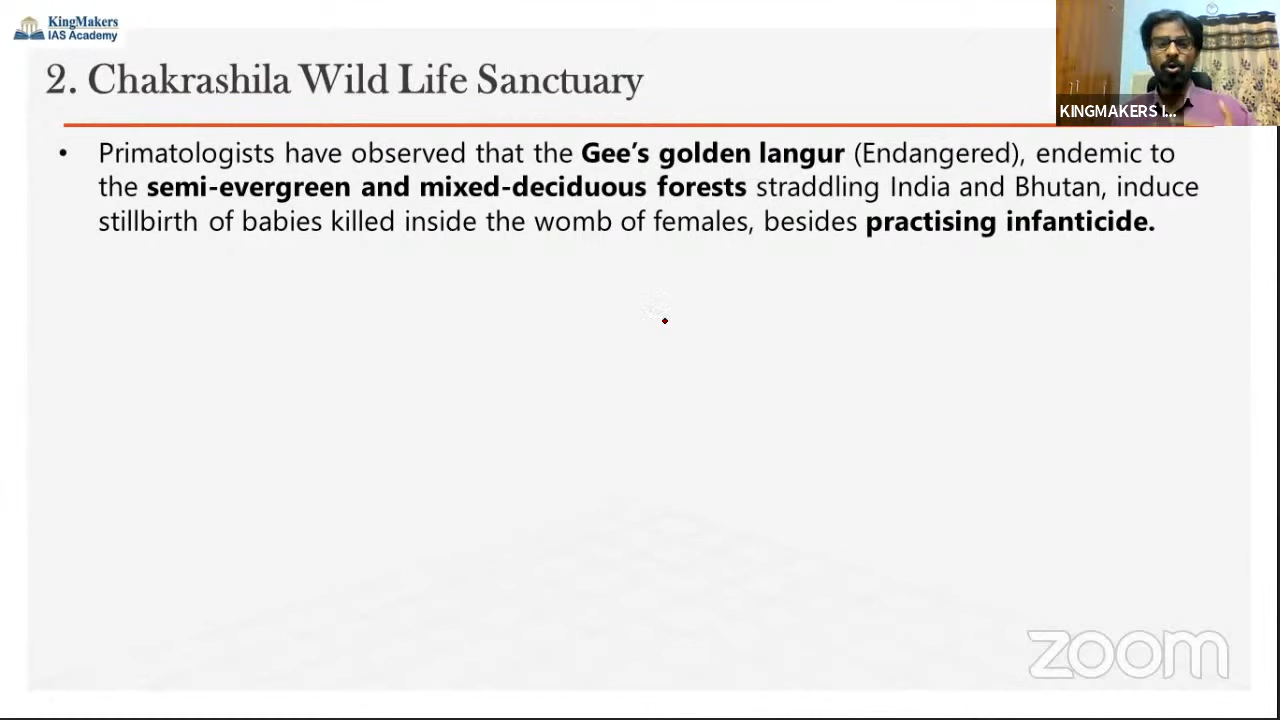 KingMakers
IAS Academy
2. Chakrashila Wild Life Sanctuary
KINGMAKERS I...
• Primatologists have observed that the Gee’s golden langur (Endangered), endemic to
the semi-evergreen and mixed-deciduous forests straddling India and Bhutan, induce
stillbirth of babies killed inside the womb of females, besides practising infanticide.
zoom